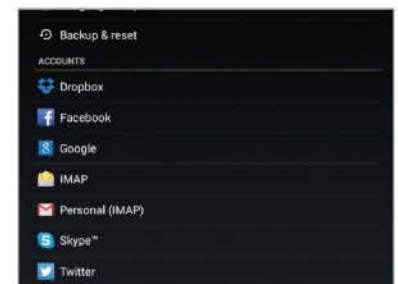 Backup & reset
ACCOUNTS
Dropbox
Facebook
Google
IMAP
Personal (IMAP)
Skype™
Twitter